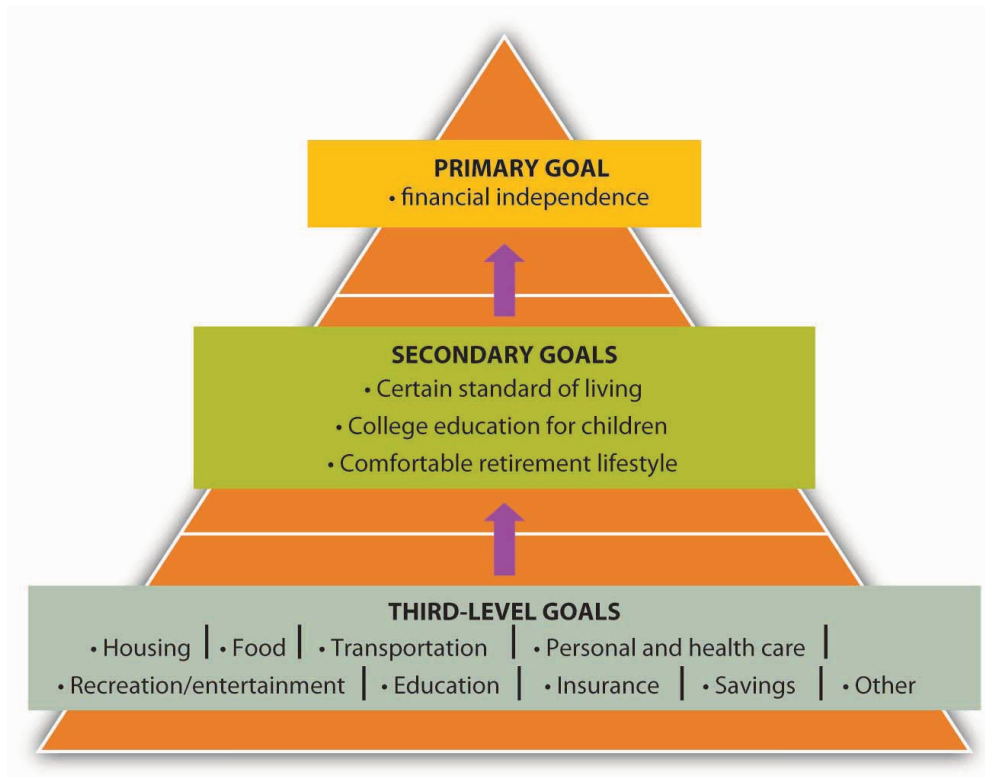 PRIMARY GOAL
• financial independence
SECONDARY GOALS
• Certain standard of living
• College education for children
• Comfortable retirement lifestyle
THIRD-LEVEL GOALS
• Housing | • Food | • Transportation | • Personal and health care |
• Recreation/entertainment | • Education | • Insurance | • Savings | • Other